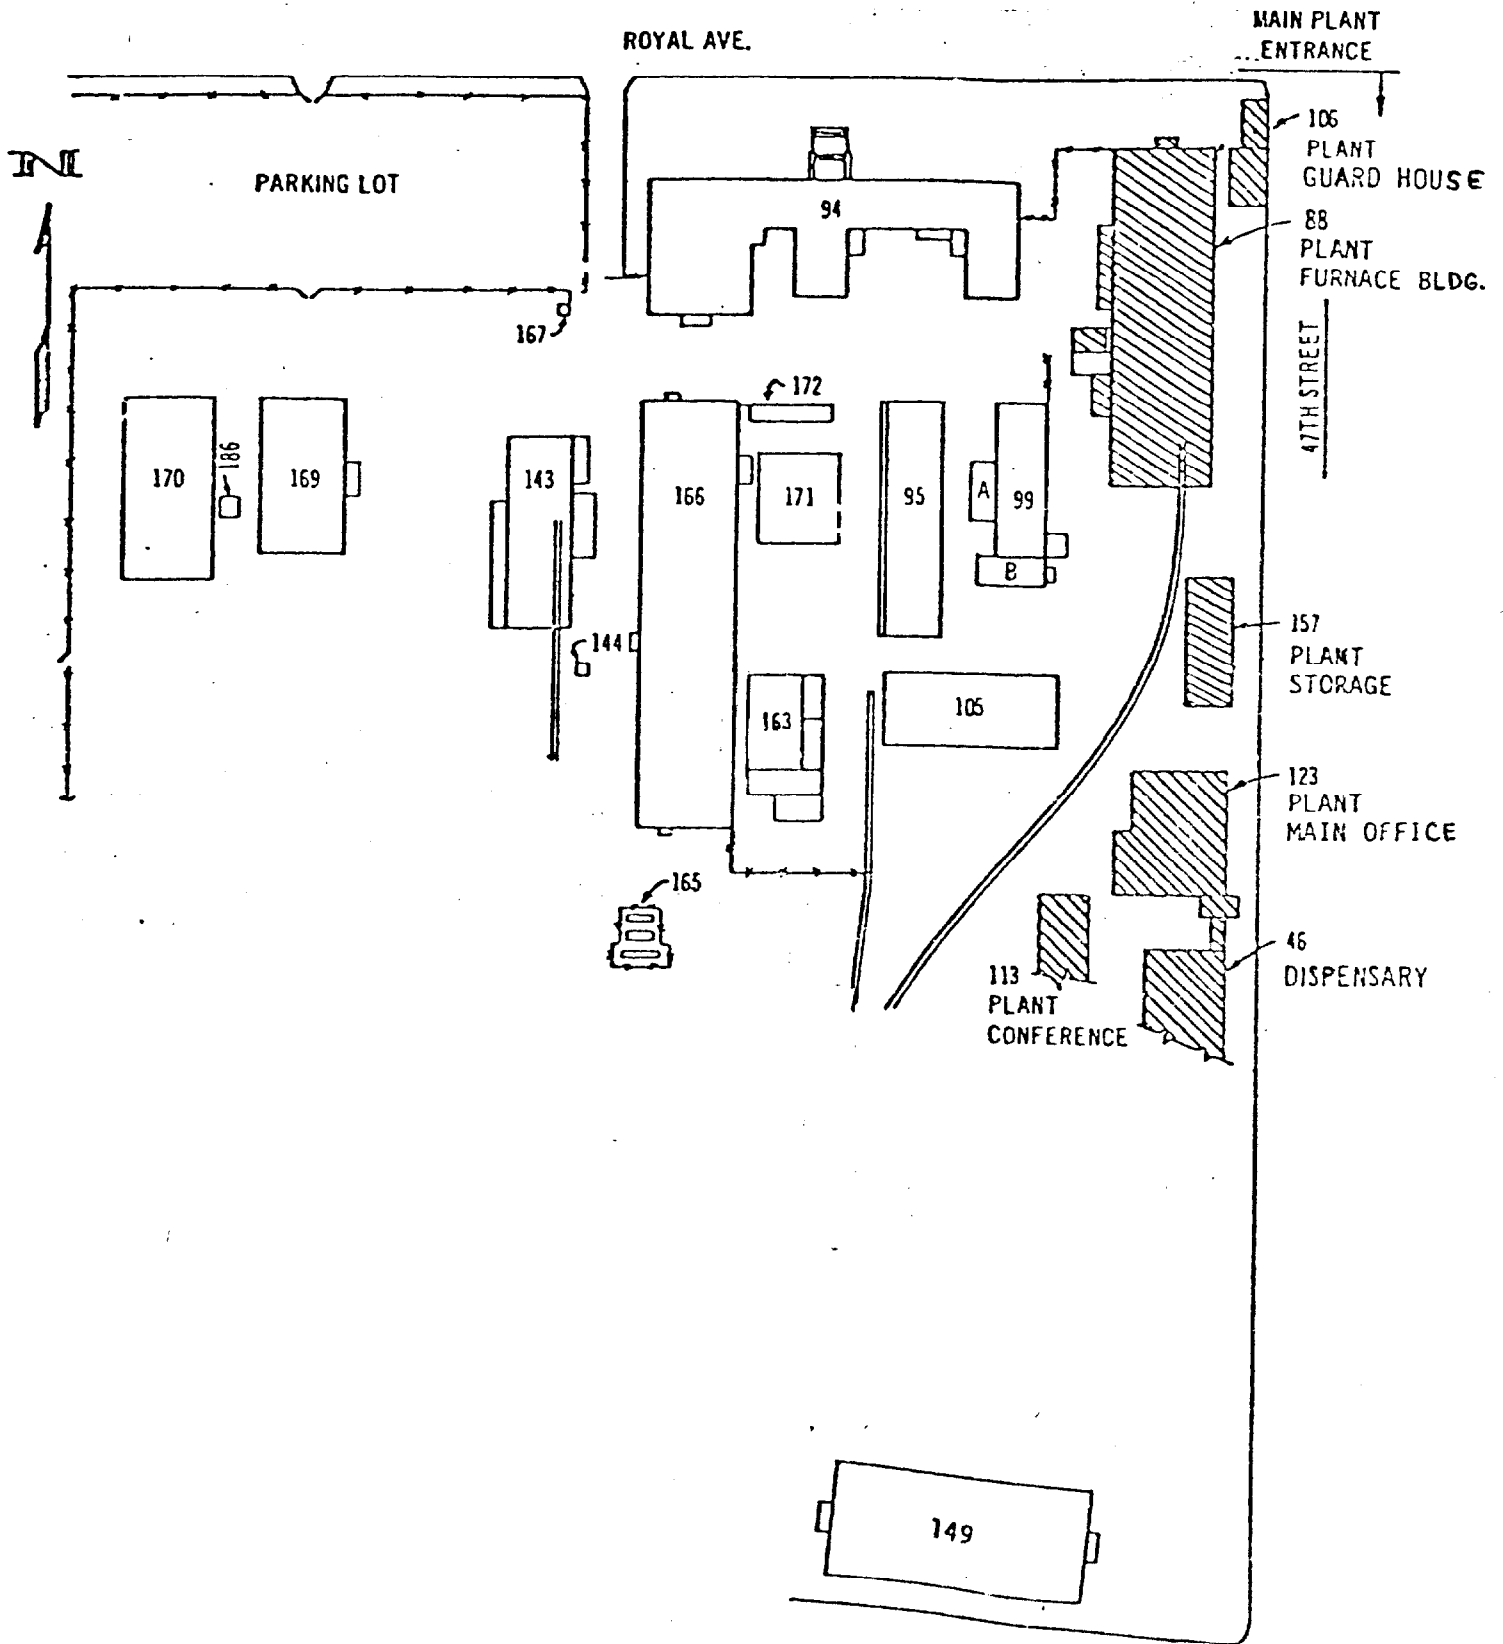 MAIN PLANT
ENTRANCE
ROYAL AVE.
106
PLANT
GUARD HOUSE
N
PARKING LOT
94
88
PLANT
FURNACE BLDG.
167
47TH STREET
172
170
186
169
143
166
171
95
A
99
B
144
157
PLANT
STORAGE
163
105
123
PLANT
MAIN OFFICE
165
46
DISPENSARY
113
PLANT
CONFERENCE
149